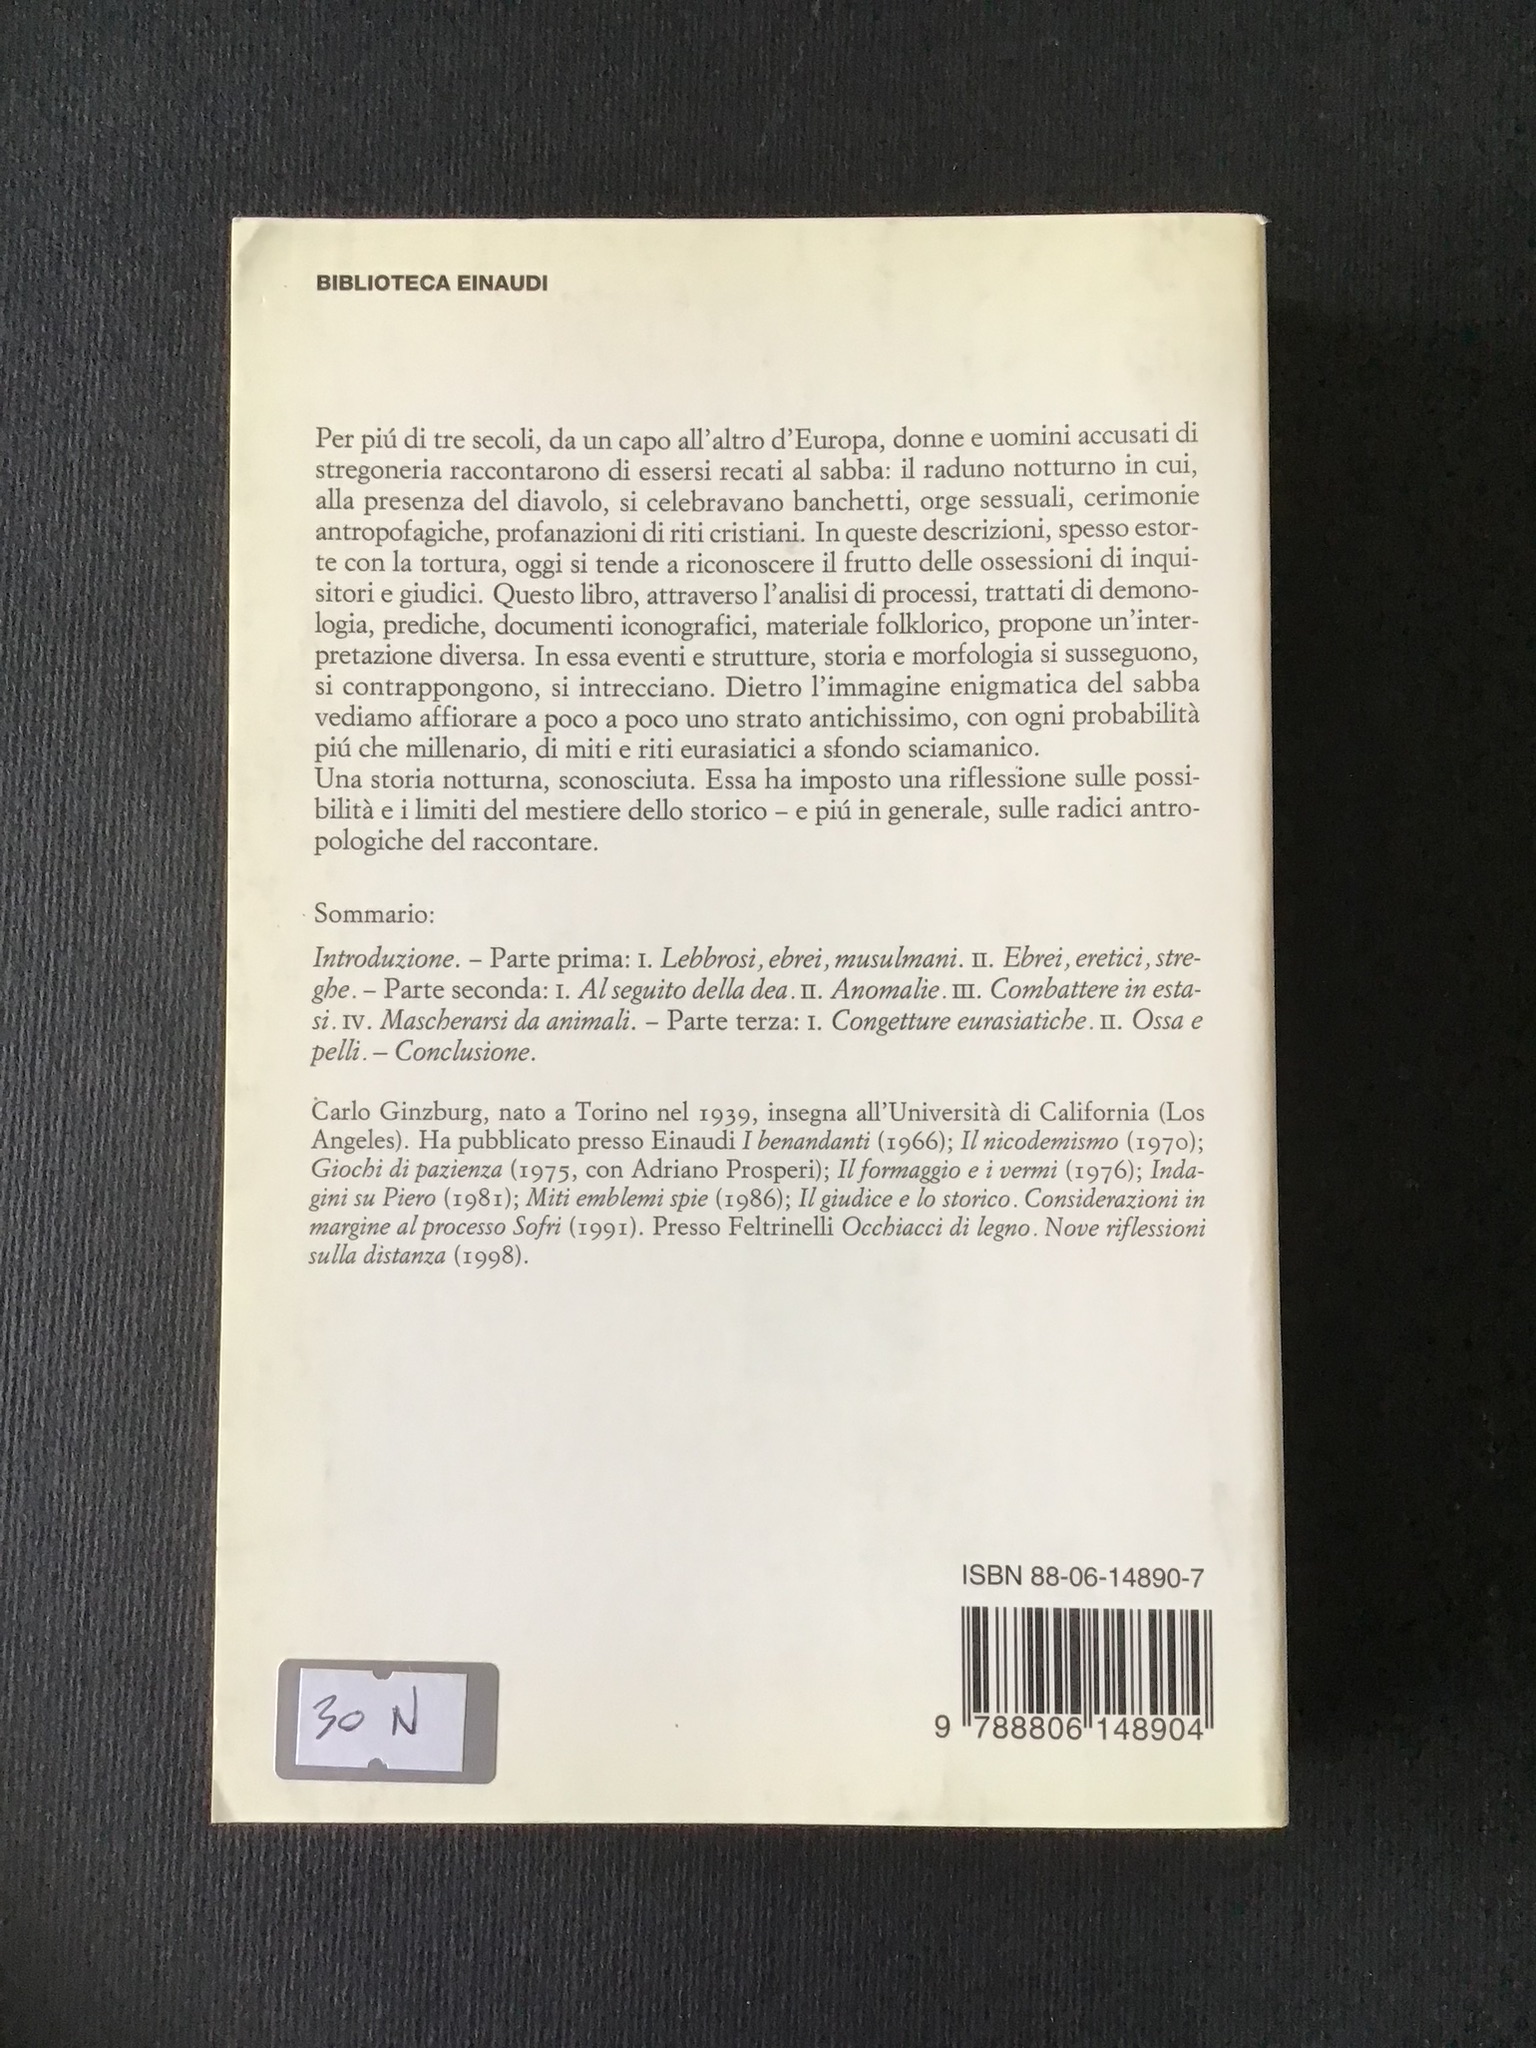 BIBLIOTECA EINAUDI
Per piú di tre secoli, da un capo all'altro d'Europa, donne e uomini accusati di
stregoneria raccontarono di essersi recati al sabba: il raduno notturno in cui,
alla presenza del diavolo, si celebravano banchetti, orge sessuali, cerimonie
antropofagiche, profanazioni di riti cristiani. In queste descrizioni, spesso estor-
te con la tortura, oggi si tende a riconoscere il frutto delle ossessioni di inqui-
sitori e giudici. Questo libro, attraverso l'analisi di processi, trattati di demono-
logia, prediche, documenti iconografici, materiale folklorico, propone un'inter-
pretazione diversa. In essa eventi e strutture, storia e morfologia si susseguono,
si contrappongono, si intrecciano. Dietro l'immagine enigmatica del sabba
vediamo affiorare a poco a poco uno strato antichissimo, con ogni probabilità
piú che millenario, di miti e riti eurasiatici a sfondo sciamanico.
Una storia notturna, sconosciuta. Essa ha imposto una riflessione sulle possi-
bilità e i limiti del mestiere dello storico – e piú in generale, sulle radici antro-
pologiche del raccontare.
Sommario:
Introduzione. – Parte prima: I. Lebbrosi, ebrei, musulmani. II. Ebrei, eretici, stre-
ghe. – Parte seconda: I. Al seguito della dea. II. Anomalie. III. Combattere in esta-
si. IV. Mascherarsi da animali. – Parte terza: I. Congetture eurasiatiche. II. Ossa e
pelli. – Conclusione.
Carlo Ginzburg, nato a Torino nel 1939, insegna all'Università di California (Los
Angeles). Ha pubblicato presso Einaudi I benandanti (1966); Il nicodemismo (1970);
Giochi di pazienza (1975, con Adriano Prosperi); Il formaggio e i vermi (1976); Inda-
gini su Piero (1981); Miti emblemi spie (1986); Il giudice e lo storico. Considerazioni in
margine al processo Sofri (1991). Presso Feltrinelli Occhiacci di legno. Nove riflessioni
sulla distanza (1998).
ISBN 88-06-14890-7
9 788806 148904
30 N